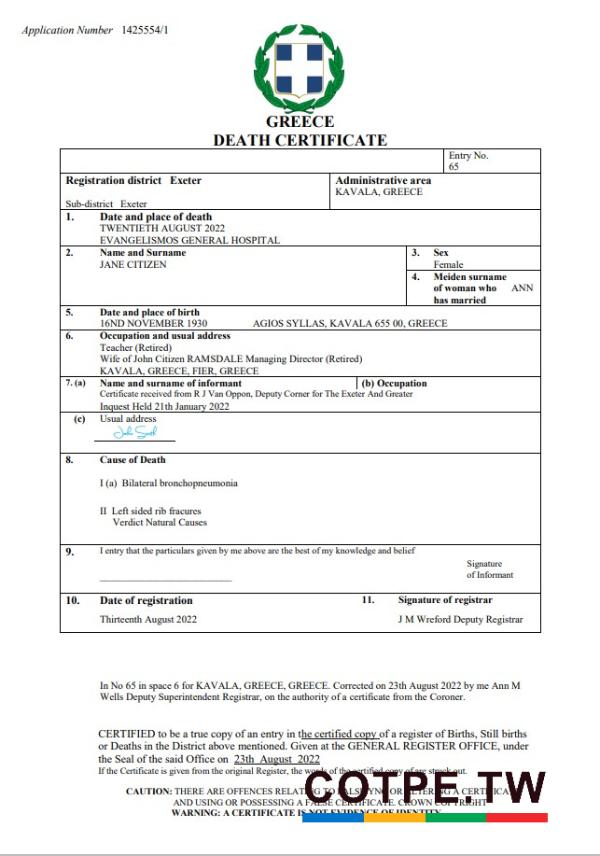 Application Number 1425554/1
GREECE
DEATH CERTIFICATE
Entry No.
65
Registration district Exeter
Sub-district Exeter
Administrative area
KAVALA, GREECE
1. Date and place of death
TWENTIETH AUGUST 2022
EVANGELISMOS GENERAL HOSPITAL
2. Name and Surname
JANE CITIZEN
3. Sex
Female
4. Meiden surname
of woman who ANN
has married
5. Date and place of birth
16ND NOVEMBER 1930 AGIOS SYLLAS, KAVALA 655 00, GREECE
6. Occupation and usual address
Teacher (Retired)
Wife of John Citizen RAMSDALE Managing Director (Retired)
KAVALA, GREECE, FIER, GREECE
7. (a) Name and surname of informant (b) Occupation
Certificate received from R J Van Oppon, Deputy Corner for The Exeter And Greater
Inquest Held 21th January 2022
(c) Usual address
8. Cause of Death
I (a) Bilateral bronchopneumonia
II Left sided rib fracures
Verdict Natural Causes
9. I entry that the particulars given by me above are the best of my knowledge and belief
Signature
of Informant
10. Date of registration
Thirteenth August 2022
11. Signature of registrar
J M Wreford Deputy Registrar
In No 65 in space 6 for KAVALA, GREECE, GREECE. Corrected on 23th August 2022 by me Ann M
Wells Deputy Superintendent Registrar, on the authority of a certificate from the Coroner.
CERTIFIED to be a true copy of an entry in the certified copy of a register of Births, Still births
or Deaths in the District above mentioned. Given at the GENERAL REGISTER OFFICE, under
the Seal of the said Office on 23th August 2022
If the Certificate is given from the original Register, the words of the certified copy of are struck out.
CAUTION: THERE ARE OFFENCES RELATING TO OR
AND USING OR POSSESSING A FALSE CERTIFICATE. CROWN COPYRIGHT
WARNING: A CERTIFICATE IS NOT EVIDENCE OF IDENTITY
COTPE.TW